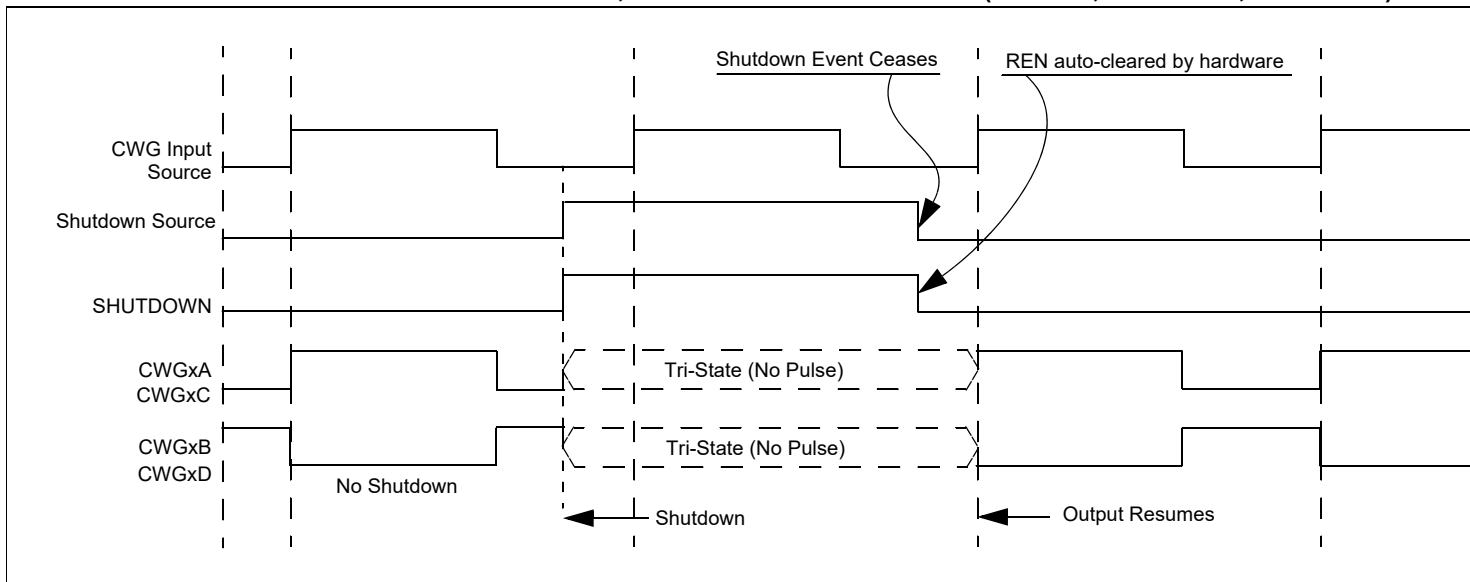 Shutdown Event Ceases
REN auto-cleared by hardware
CWG Input
Source
Shutdown Source
SHUTDOWN
CWGxA
CWGxC
Tri-State (No Pulse)
CWGxB
CWGxD
Tri-State (No Pulse)
No Shutdown
Shutdown
Output Resumes